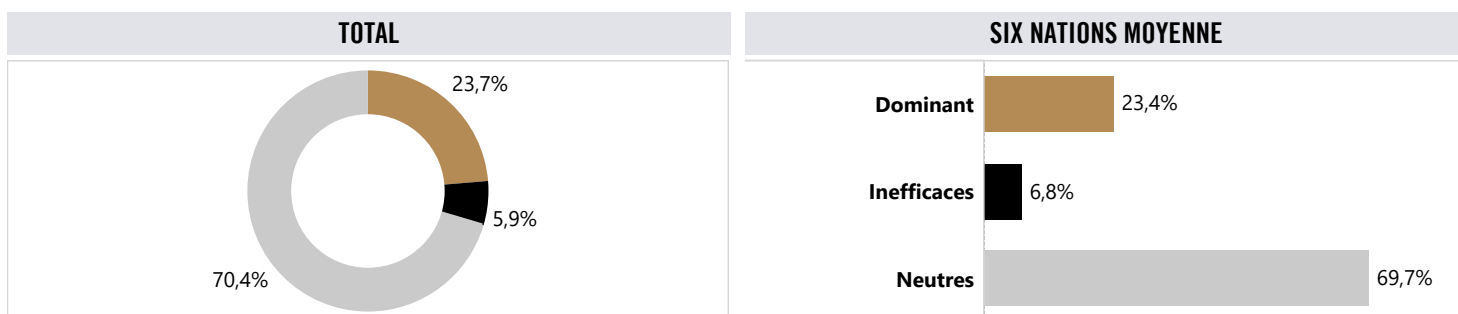 TOTAL
23,7%
5,9%
70,4%
SIX NATIONS MOYENNE
Dominant 23,4%
Inefficaces 6,8%
Neutres 69,7%